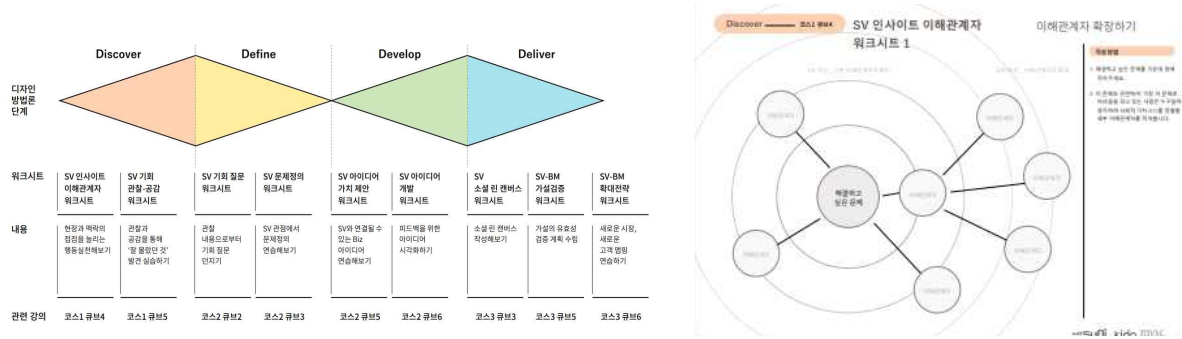 Discover
Define
Develop
Deliver
디자인
방법론
단계
워크시트
SV 인사이트
이해관계자
워크시트
SV 기회
관찰·공감
워크시트
SV 기회 질문
워크시트
SV 문제정의
워크시트
SV 아이디어
가치 제안
워크시트
SV 아이디어
개발
워크시트
SV
소셜 린 캔버스
워크시트
SV-BM
가설검증
워크시트
SV-BM
확대전략
워크시트
내용
현장과 맥락의
접점을 늘리는
행동실천해보기
관찰과
공감을 통해
'잘 몰랐던 것'
발견 실습하기
관찰
내용으로부터
기회 질문
던지기
SV 관점에서
문제정의
연습해보기
SV와 연결될 수
있는 Biz
아이디어
연습해보기
피드백을 위한
아이디어
시각화하기
소셜 린 캔버스
작성해보기
가설의 유효성
검증 계획 수립
새로운 시장,
새로운
고객 맵핑
연습하기
관련 강의
코스1 큐브4
코스1 큐브5
코스2 큐브2
코스2 큐브3
코스2 큐브5
코스2 큐브6
코스3 큐브3
코스3 큐브5
코스3 큐브6
Discover
코스1 큐브4
SV 인사이트 이해관계자
워크시트 1
이해관계자 확장하기
작성방법
해결하고
싶은 문제